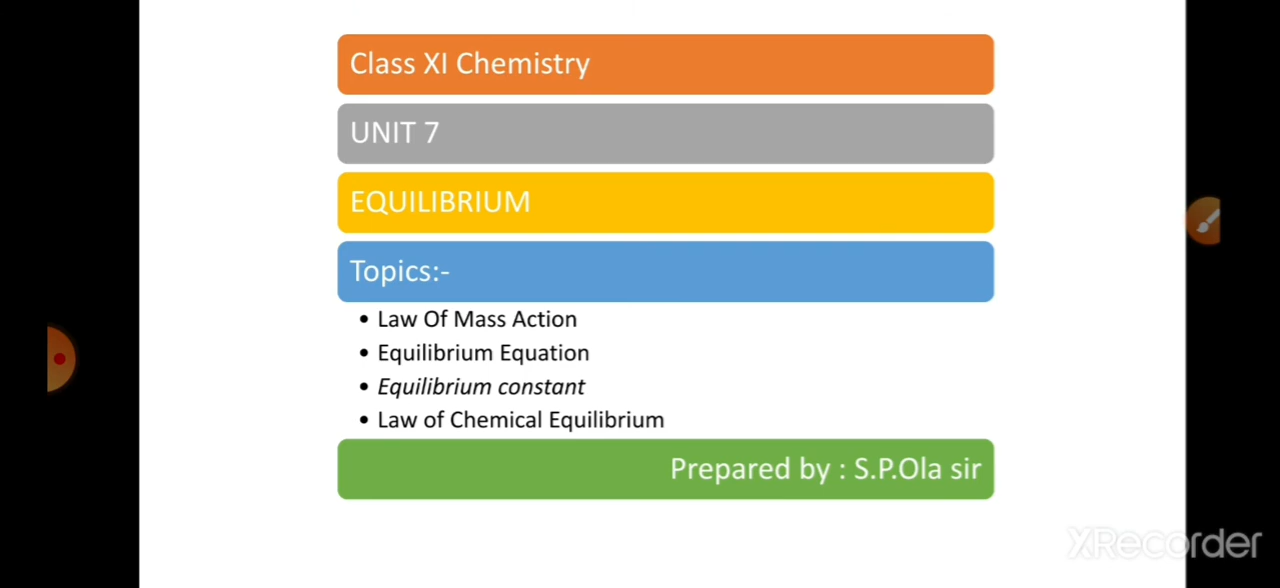 Class XI Chemistry
UNIT 7
EQUILIBRIUM
Topics:-
• Law Of Mass Action
• Equilibrium Equation
• Equilibrium constant
• Law of Chemical Equilibrium
Prepared by : S.P.Ola sir
XRecorder